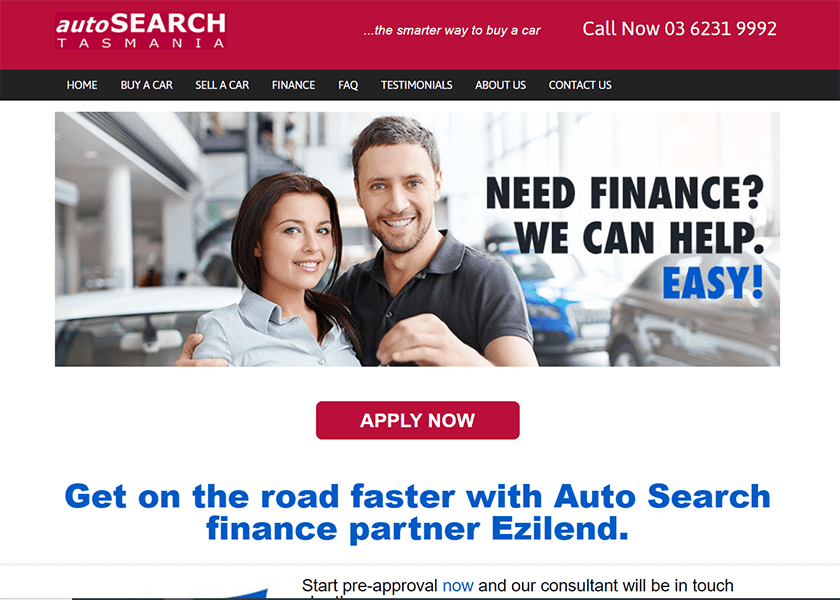 autoSEARCH
TASMANIA
...the smarter way to buy a car
Call Now 03 6231 9992
HOME BUY A CAR SELL A CAR FINANCE FAQ TESTIMONIALS ABOUT US CONTACT US
NEED FINANCE?
WE CAN HELP.
EASY!
APPLY NOW
Get on the road faster with Auto Search
finance partner Ezilend.
Start pre-approval now and our consultant will be in touch